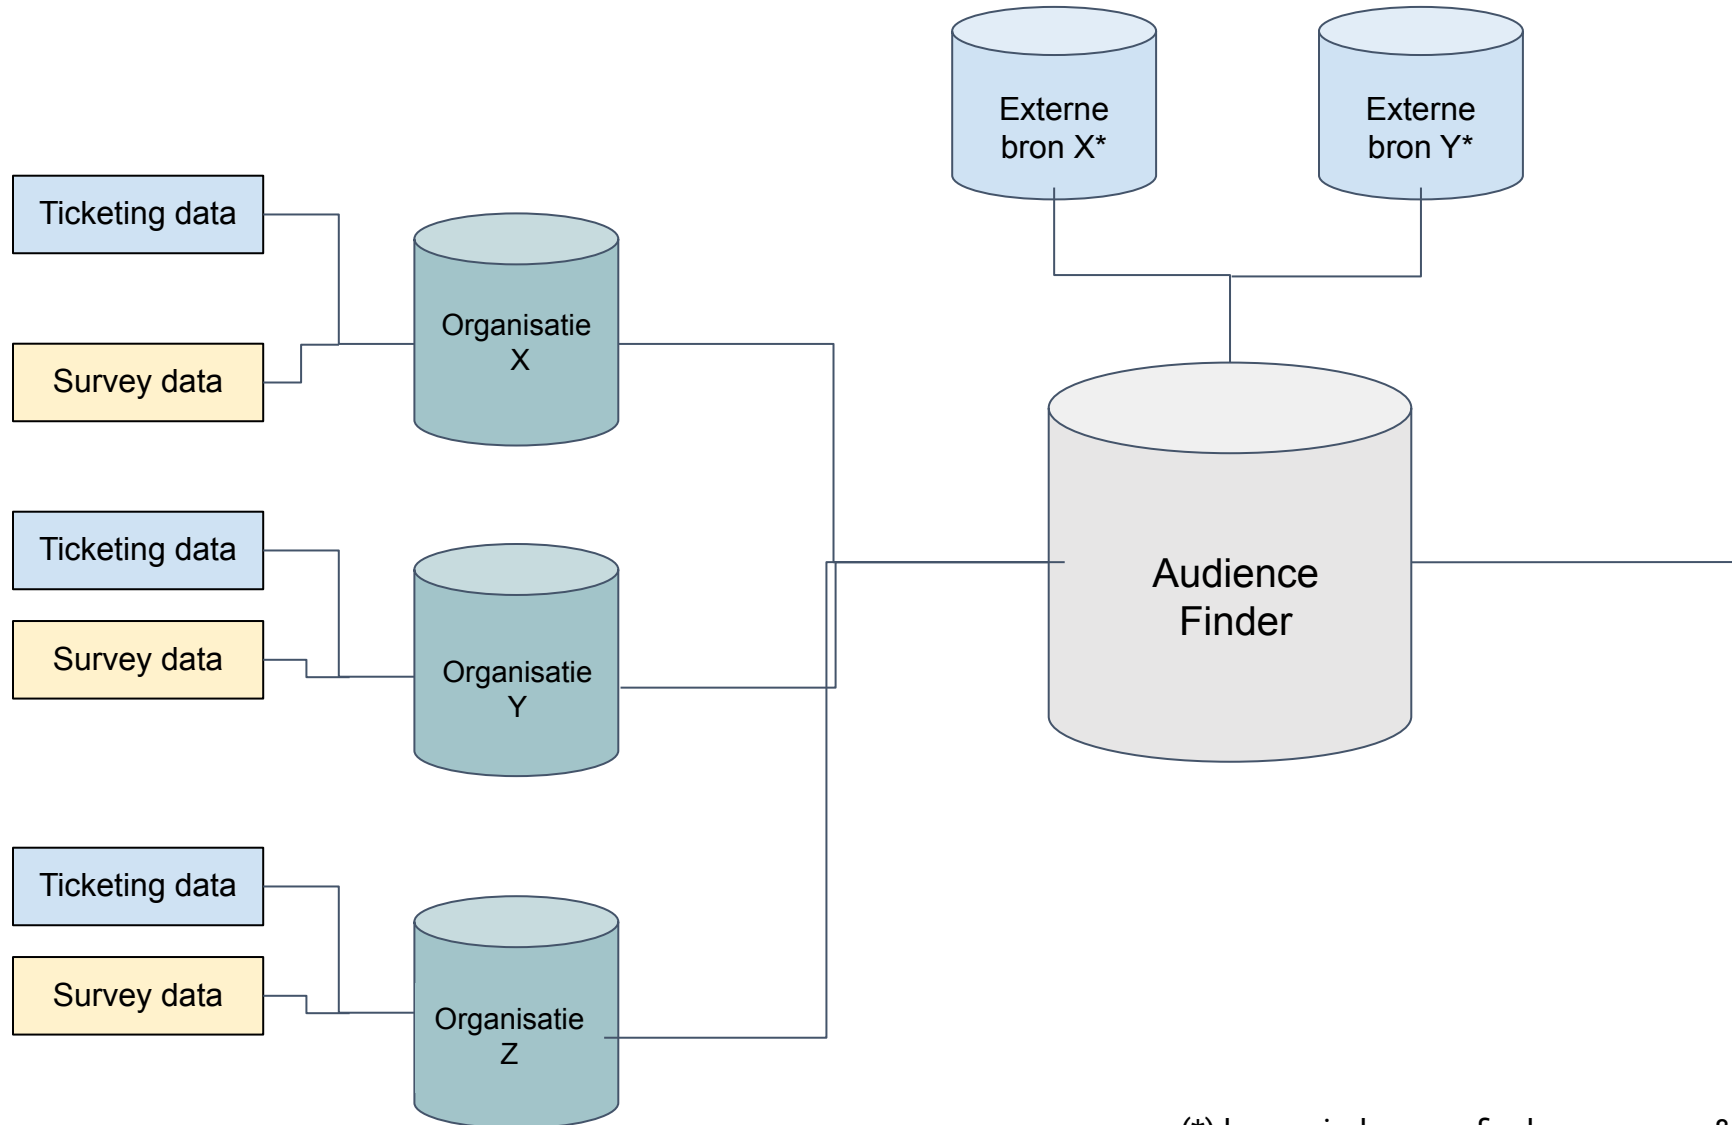 Externe
bron X*
Externe
bron Y*
Ticketing data
Survey data
Organisatie
X
Ticketing data
Survey data
Organisatie
Y
Audience
Finder
Ticketing data
Survey data
Organisatie
Z
(*)